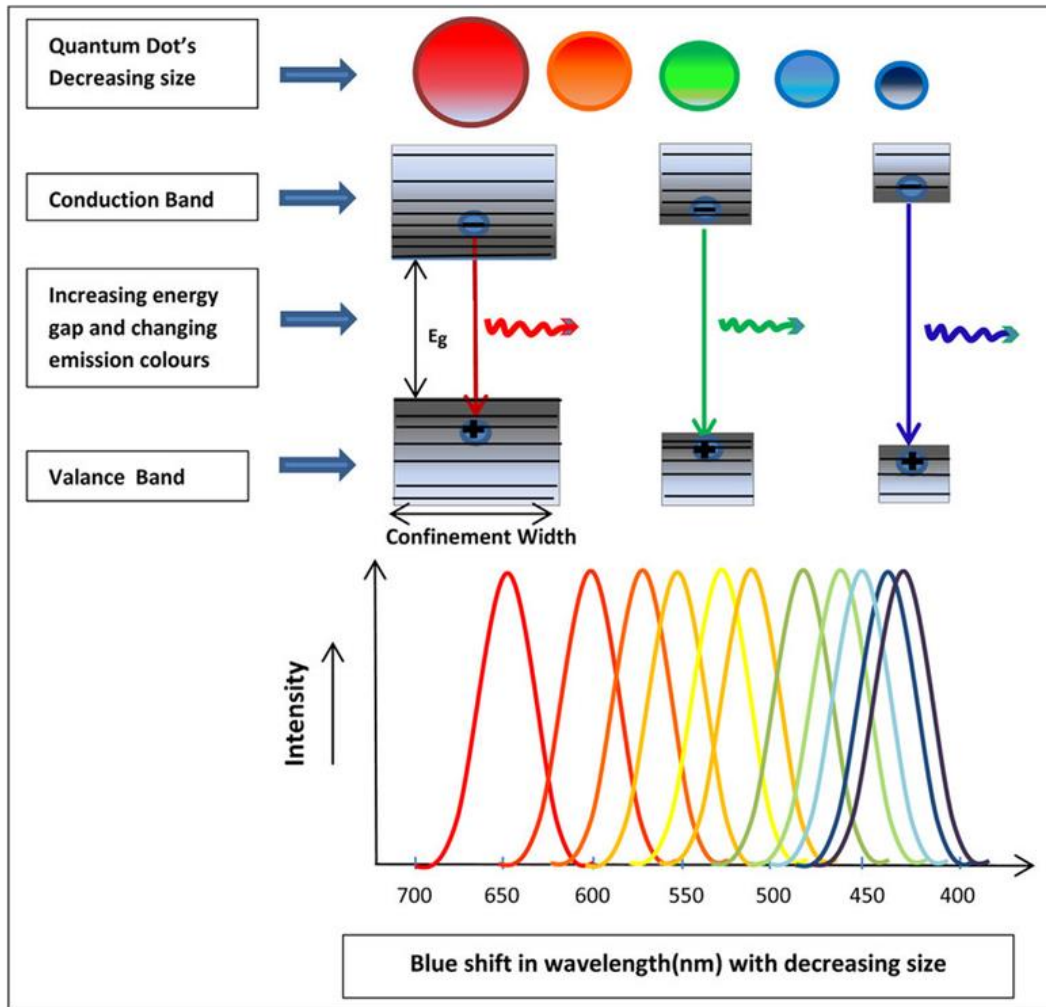 Quantum Dot's
Decreasing size
Conduction Band
Increasing energy
gap and changing
emission colours
Eg
Valance Band
Confinement Width
Intensity
700 650 600 550 500 450 400
Blue shift in wavelength(nm) with decreasing size